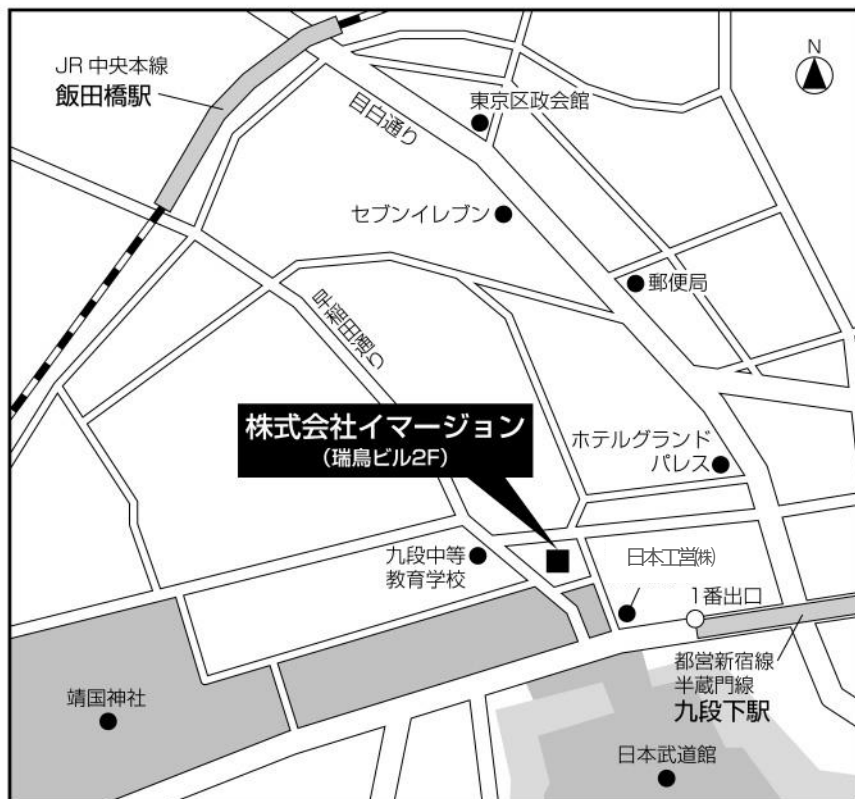 N
JR 中央本線
飯田橋駅
東京区政会館
目白通り
セブンイレブン
郵便局
早稲田通り
株式会社イマージョン
（瑞鳥ビル2F）
ホテルグランド
パレス
九段中等
教育学校
日本工営㈱
1番出口
都営新宿線
半蔵門線
九段下駅
靖国神社
日本武道館